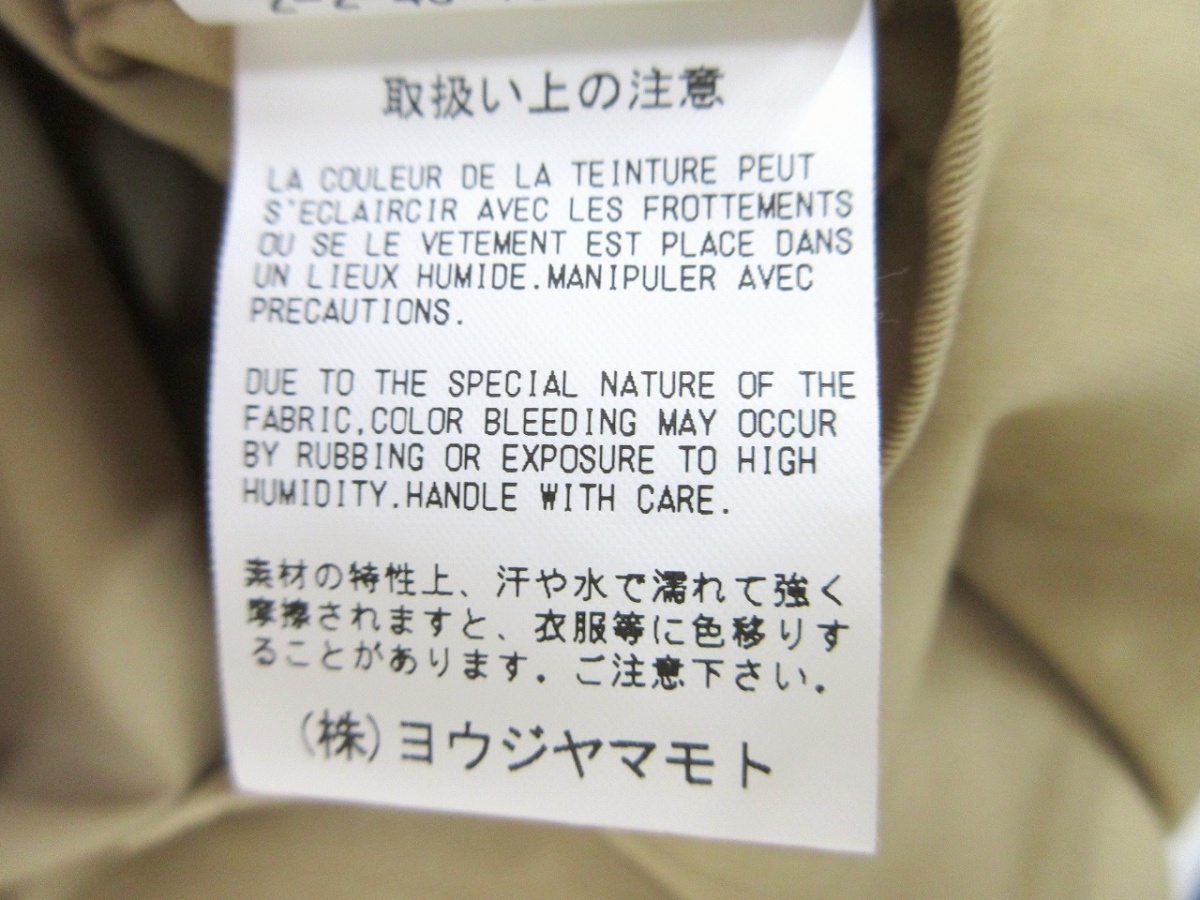 取扱い上の注意
LA COULEUR DE LA TEINTURE PEUT
S'ECLAIRCIR AVEC LES FROTTEMENTS
OU SE LE VETEMENT EST PLACE DANS
UN LIEUX HUMIDE.MANIPULER AVEC
PRECAUTIONS.
DUE TO THE SPECIAL NATURE OF THE
FABRIC,COLOR BLEEDING MAY OCCUR
BY RUBBING OR EXPOSURE TO HIGH
HUMIDITY.HANDLE WITH CARE.
素材の特性上、汗や水で濡れて強く
摩擦されますと、衣服等に色移りす
ることがあります。ご注意下さい。
(株)ヨウジヤマモト